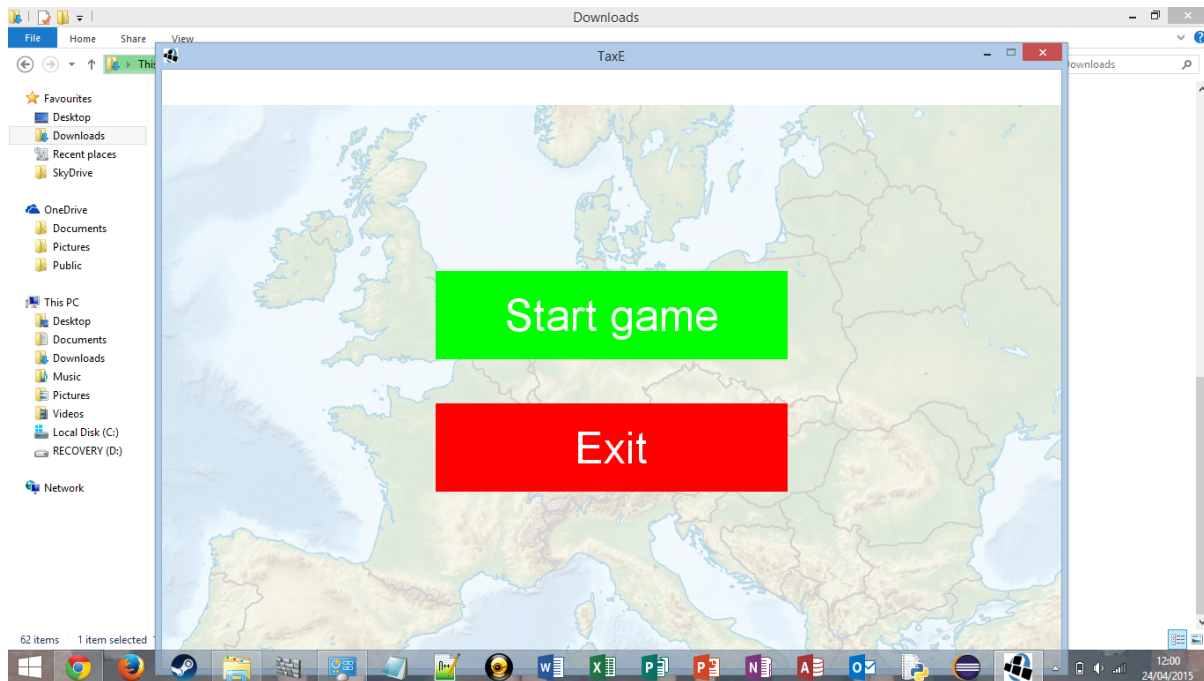 Downloads
File Home Share View
TaxE
This
Downloads
Favourites
Desktop
Downloads
Recent places
SkyDrive
OneDrive
Documents
Pictures
Public
This PC
Desktop
Documents
Downloads
Music
Pictures
Videos
Local Disk (C:)
RECOVERY (D:)
Network
Start game
Exit
62 items 1 item selected
12:00
24/04/2015